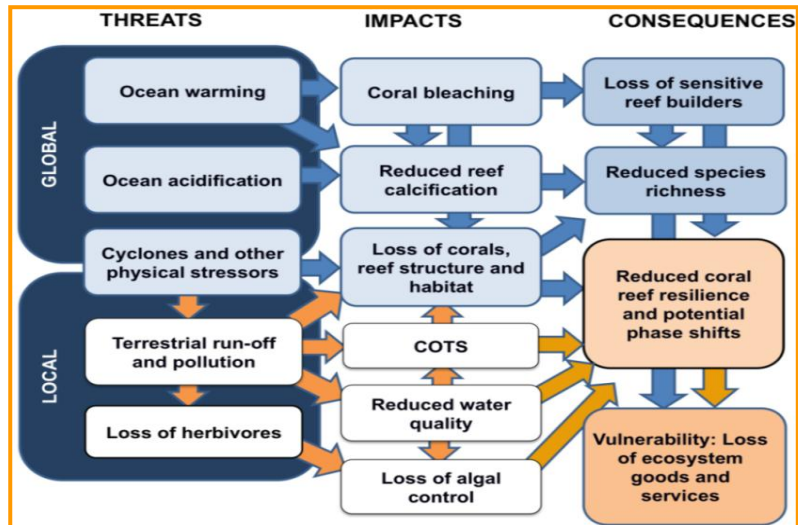 THREATS
IMPACTS
CONSEQUENCES
GLOBAL
Ocean warming
Coral bleaching
Loss of sensitive
reef builders
Ocean acidification
Reduced reef
calcification
Reduced species
richness
Cyclones and other
physical stressors
Loss of corals,
reef structure and
habitat
Reduced coral
reef resilience
and potential
phase shifts
LOCAL
Terrestrial run-off
and pollution
COTS
Reduced water
quality
Loss of herbivores
Loss of algal
control
Vulnerability: Loss
of ecosystem
goods and
services